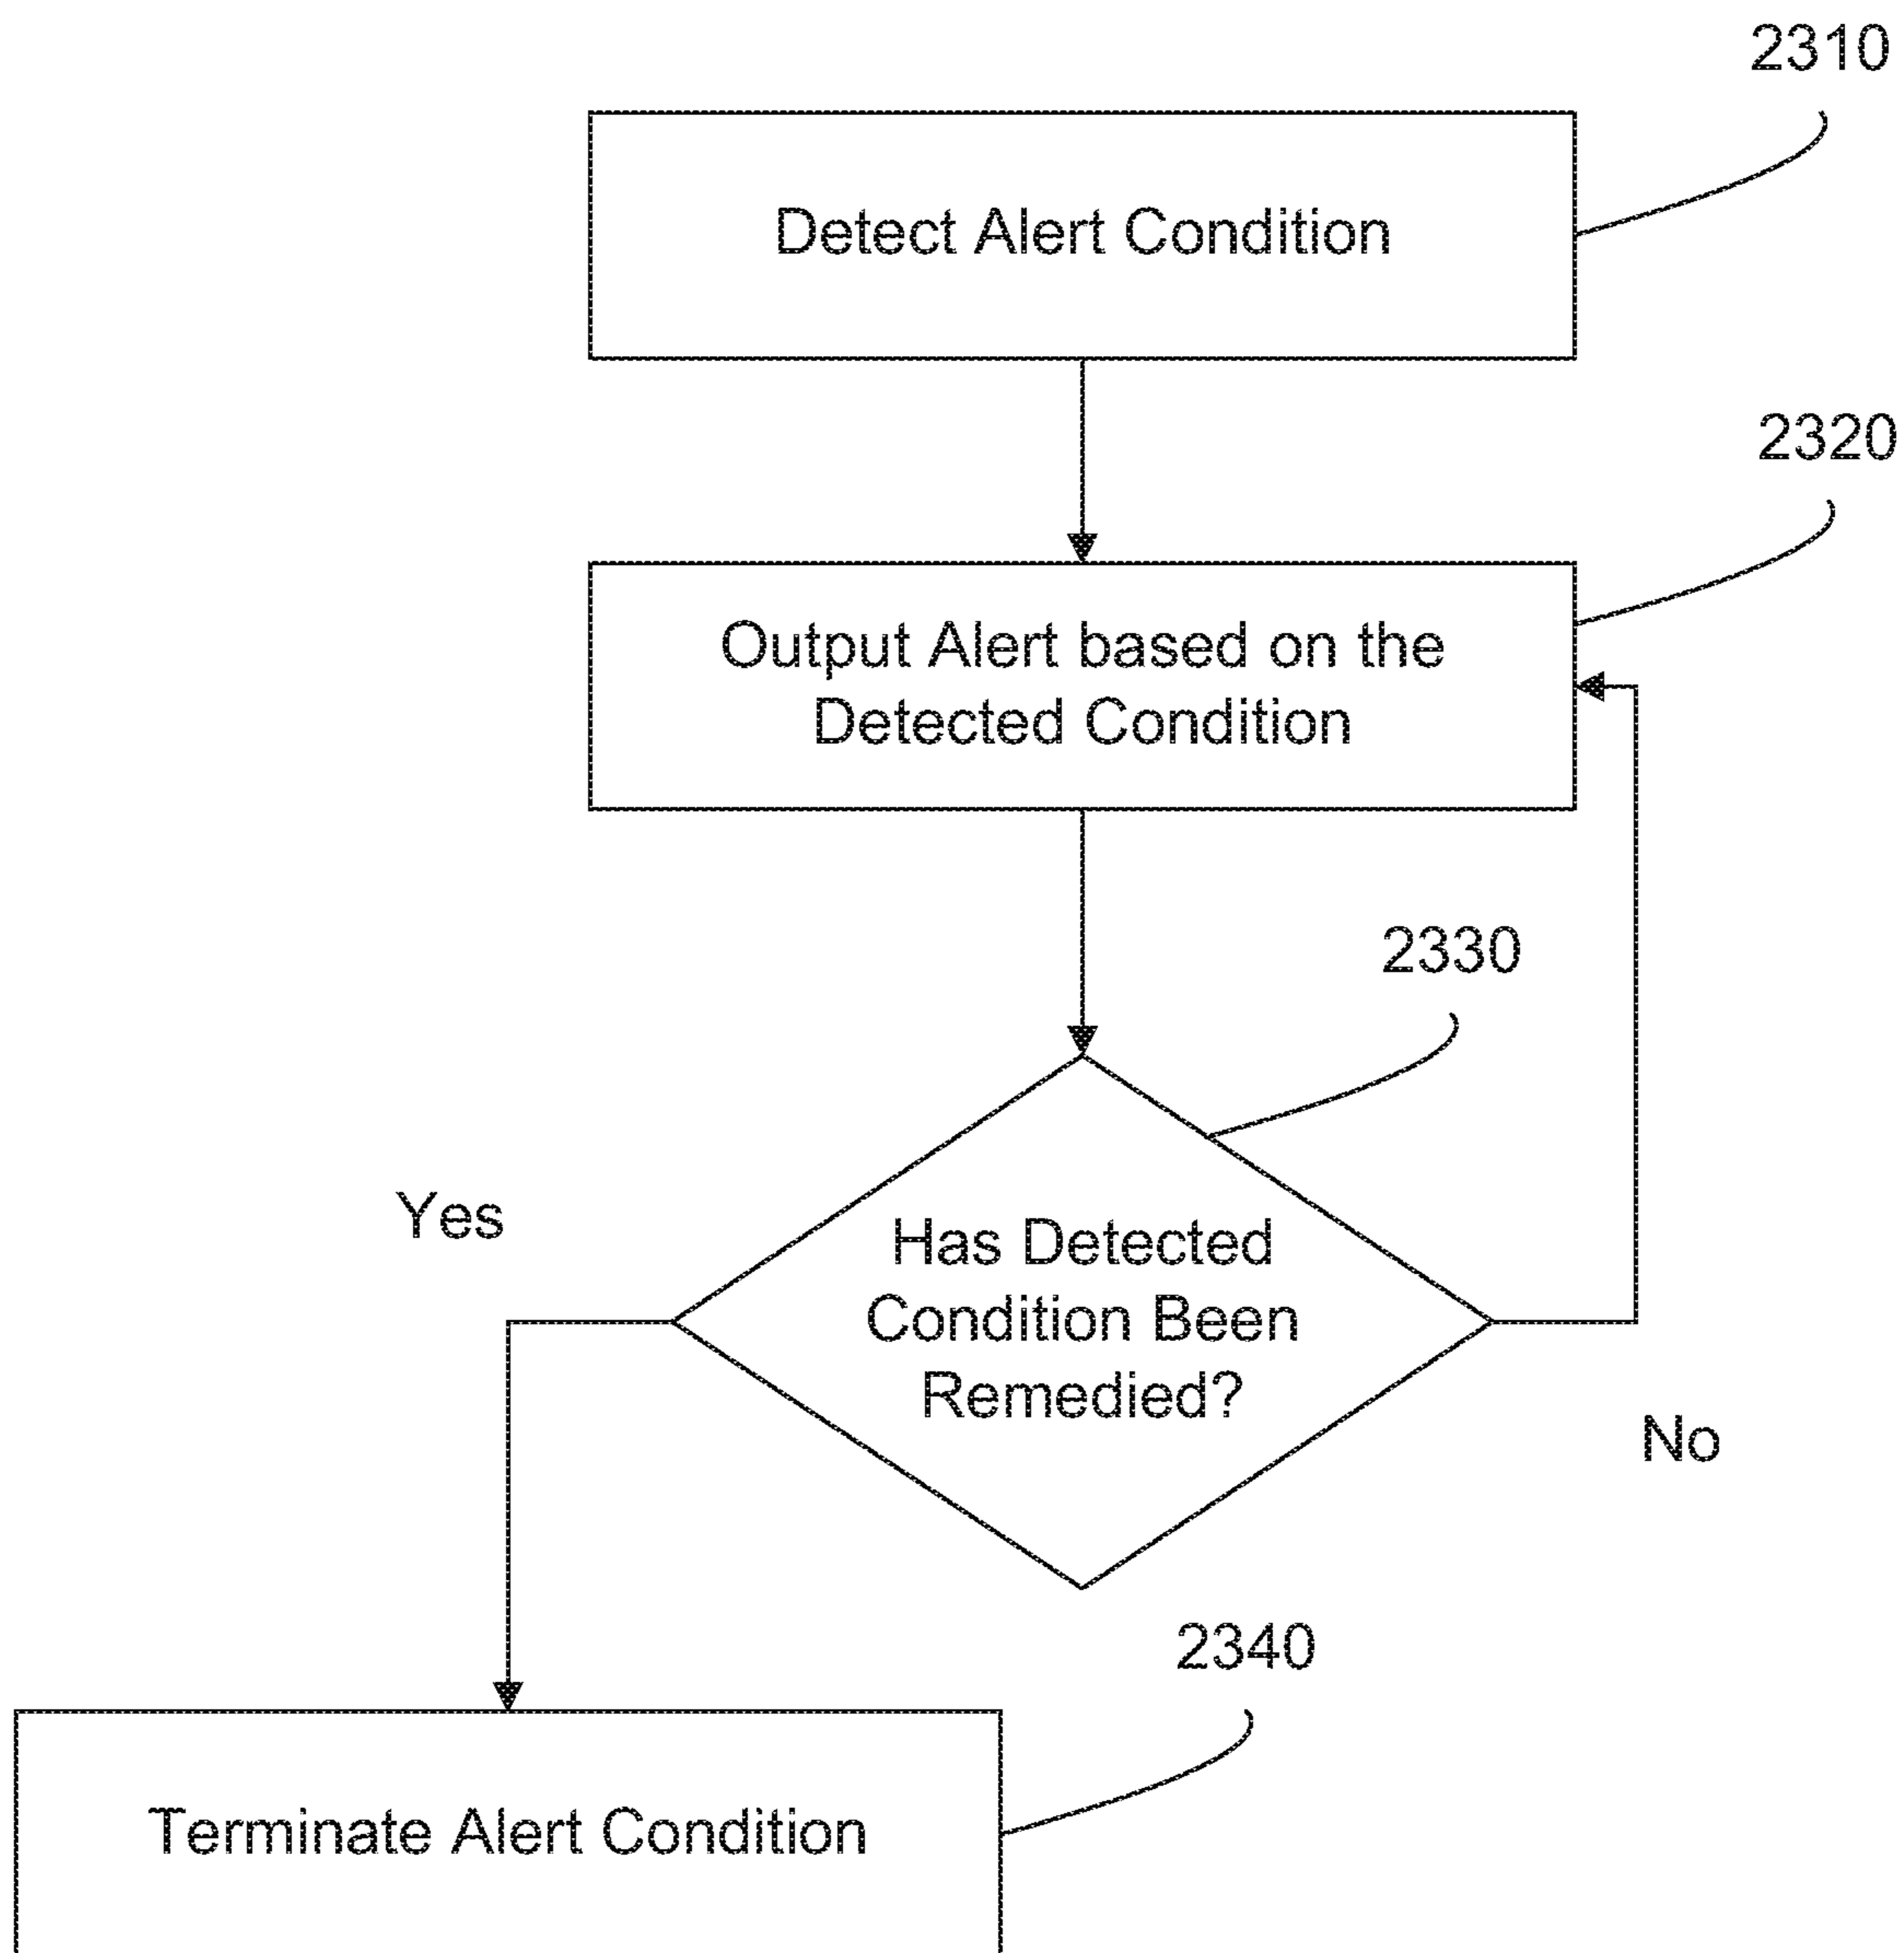 2310
Detect Alert Condition
2320
Output Alert based on the
Detected Condition
2330
Yes
Has Detected
Condition Been
Remedied?
No
2340
Terminate Alert Condition